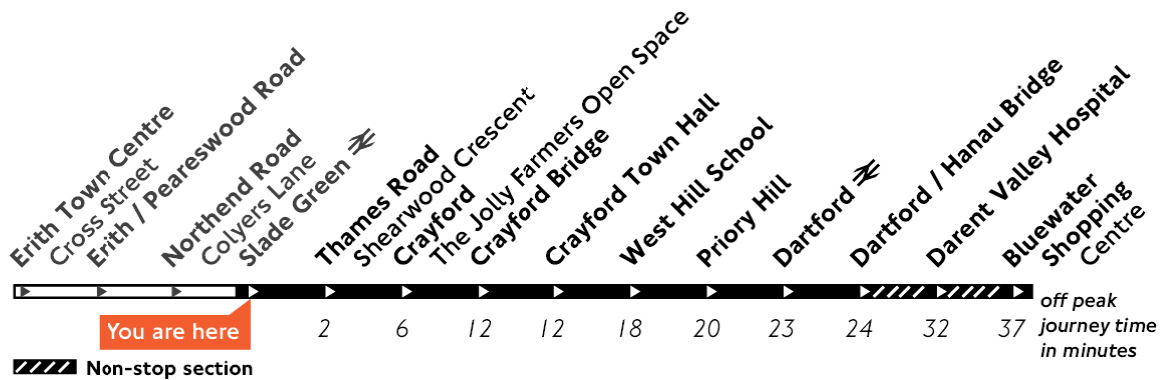 Erith Town Centre
Cross Street
Erith / Peareswood Road
Northend Road
Colyers Lane
Slade Green
Thames Road
Shearwood Crescent
Crayford
The Jolly Farmers Open Space
Crayford Bridge
Crayford Town Hall
West Hill School
Priory Hill
Dartford
Dartford / Hanau Bridge
Darent Valley Hospital
Bluewater
Shopping
Centre
You are here
2 6 12 12 18 20 23 24 32 37
off peak
journey time
in minutes
Non-stop section